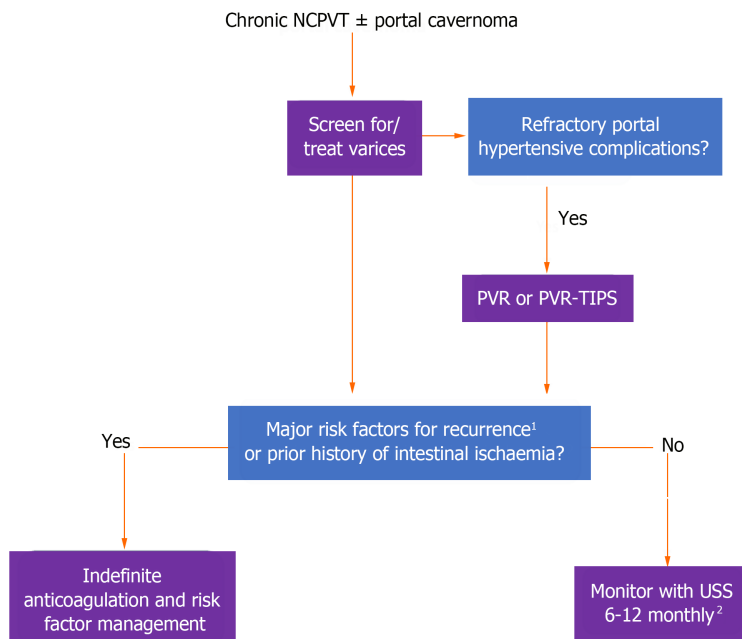 Chronic NCPVT ± portal cavernoma
Screen for/
treat varices
Refractory portal
hypertensive complications?
Yes
PVR or PVR-TIPS
Major risk factors for recurrence¹
or prior history of intestinal ischaemia?
Yes
No
Indefinite
anticoagulation and risk
factor management
Monitor with USS
6-12 monthly²